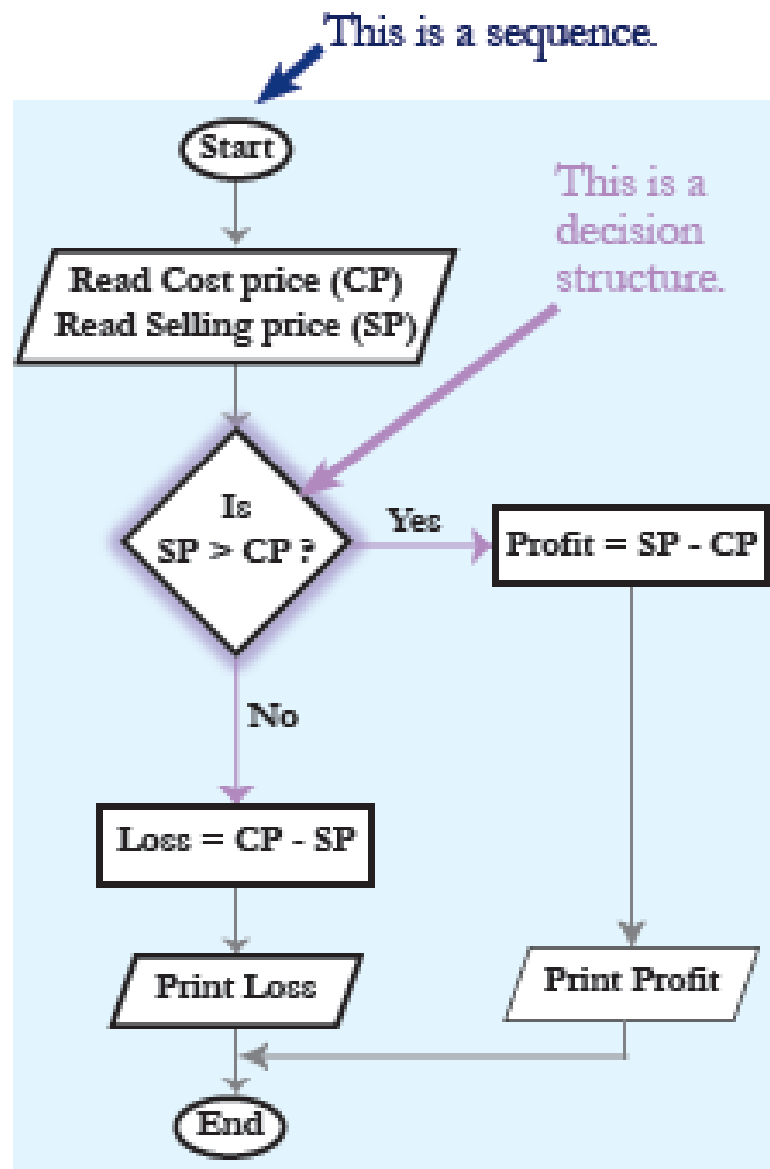 This is a sequence.
Start
This is a
decision
structure.
Read Cost price (CP)
Read Selling price (SP)
Is
SP > CP ?
Yes
Profit = SP - CP
No
Loss = CP - SP
Print Loss
Print Profit
End